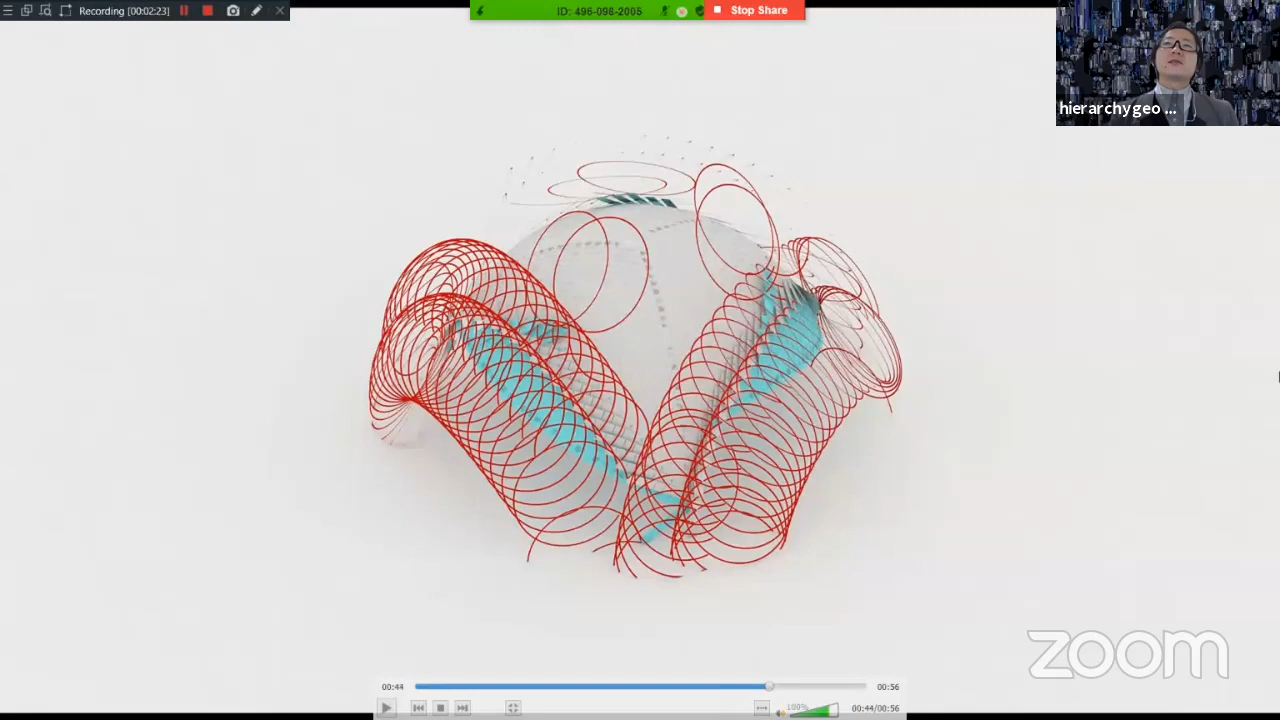 Recording [00:02:23]
ID: 496-098-2005
Stop Share
hierarchygeo ...
zoom
00:44
00:56
100%
00:44/00:56